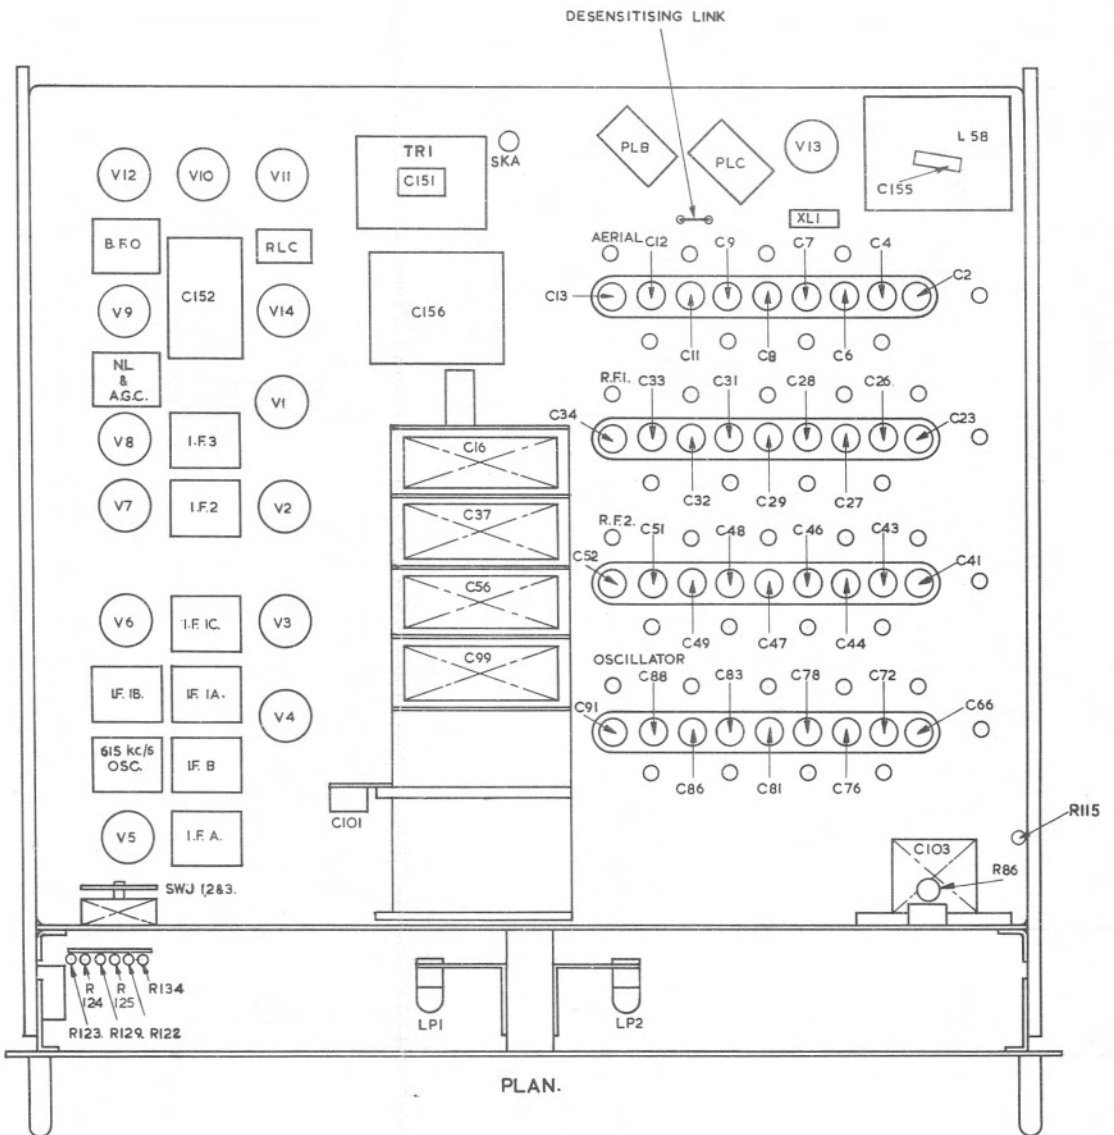 DESENSITISING LINK
V12
V10
V11
TR1
C151
SKA
PLB
PLC
V13
L 58
C155
XL1
B.F.O
RLC
C152
V9
V14
C156
N.L.
&
A.G.C.
V1
V8
I.F.3
V7
I.F.2
V2
V6
I.F. 1C.
V3
I.F. 1B.
I.F. 1A.
V4
615 kc/s
OSC.
I.F. B
V5
I.F. A.
SWJ 1 2&3.
C16
C37
C56
C99
C101
AERIAL
C12
C9
C7
C4
C2
C13
C11
C8
C6
R.F.1.
C33
C31
C28
C26
C34
C23
C32
C29
C27
R.F.2.
C51
C48
C46
C43
C52
C41
C49
C47
C44
OSCILLATOR
C88
C83
C78
C72
C91
C66
C86
C81
C76
R115
C103
R86
R
124
R
125
R134
R123.
R129.
R122
LP1
LP2
PLAN.